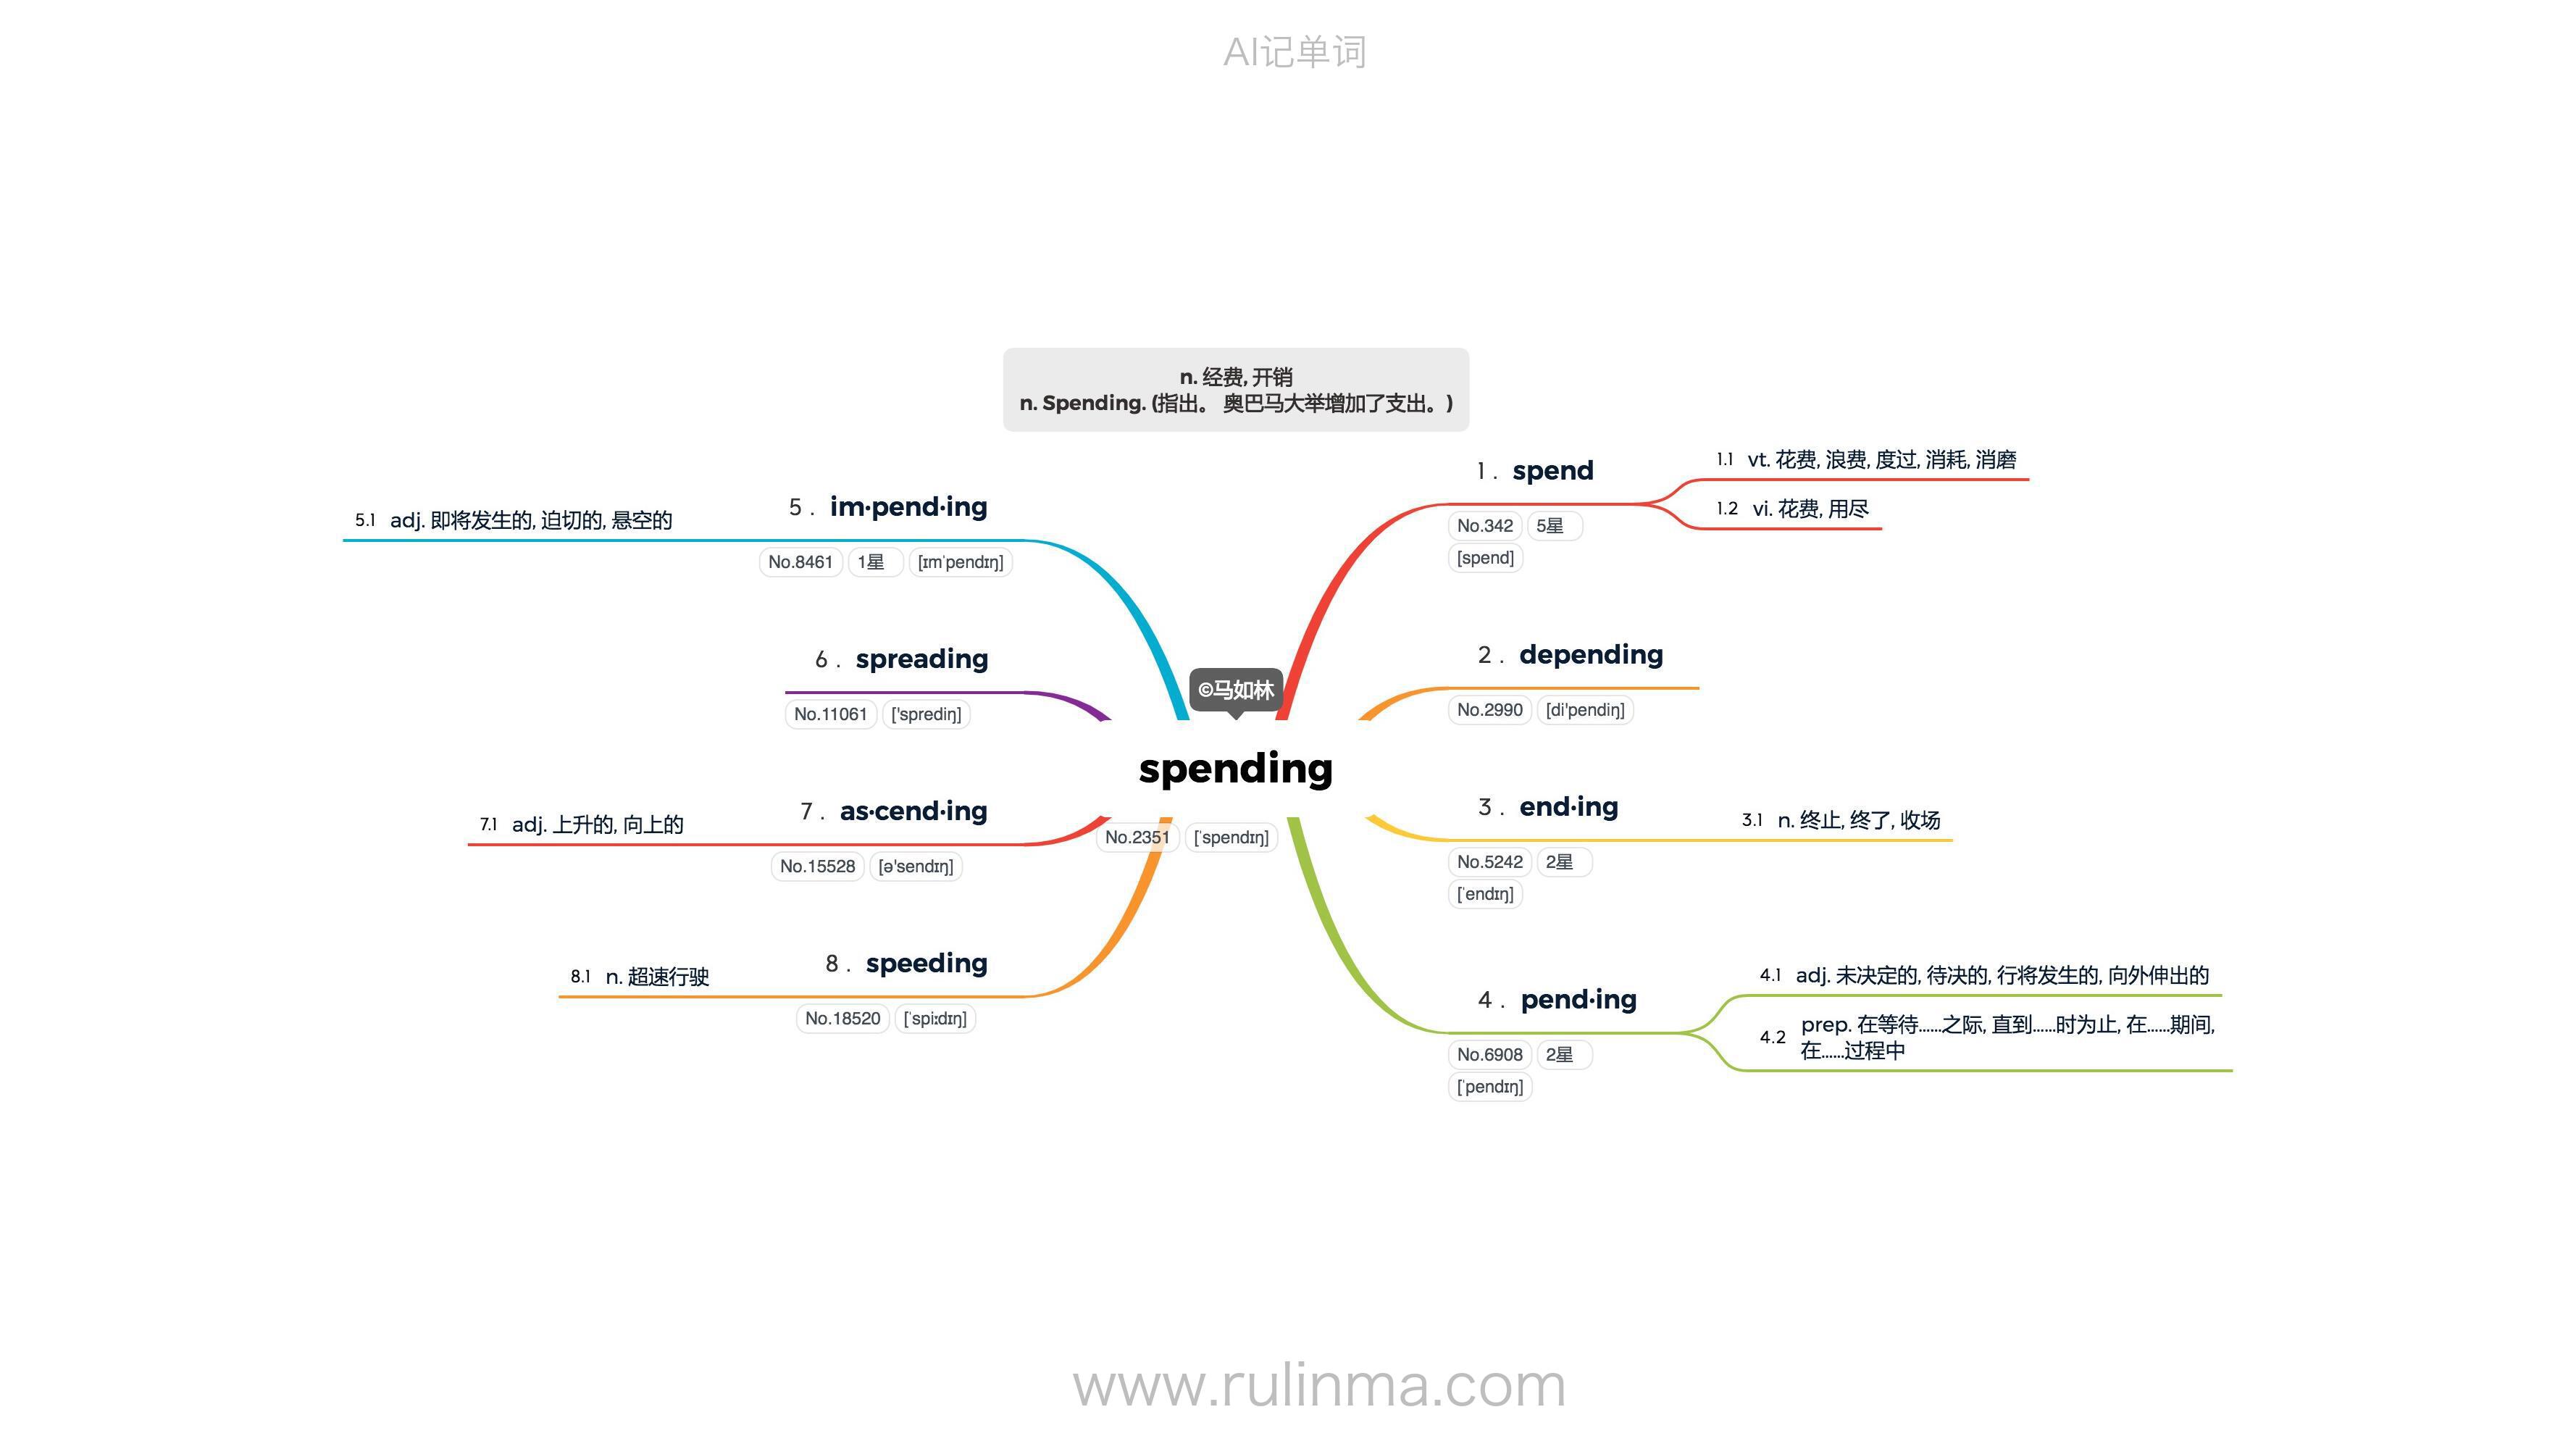 AI记单词
n. 经费, 开销
n. Spending. (指出。 奥巴马大举增加了支出。)
©马如林
spending
No.2351 [ˈspendɪŋ]
1 . spend
No.342 5星
[spend]
1.1 vt. 花费, 浪费, 度过, 消耗, 消磨
1.2 vi. 花费, 用尽
2 . depending
No.2990 [di'pendiŋ]
3 . end·ing
No.5242 2星
[ˈendɪŋ]
3.1 n. 终止, 终了, 收场
4 . pend·ing
No.6908 2星
[ˈpendɪŋ]
4.1 adj. 未决定的, 待决的, 行将发生的, 向外伸出的
4.2 prep. 在等待……之际, 直到……时为止, 在……期间,
在……过程中
5 . im·pend·ing
No.8461 1星 [ɪmˈpendɪŋ]
5.1 adj. 即将发生的, 迫切的, 悬空的
6 . spreading
No.11061 ['sprediŋ]
7 . as·cend·ing
No.15528 [ə'sendɪŋ]
7.1 adj. 上升的, 向上的
8 . speeding
No.18520 [ˈspiːdɪŋ]
8.1 n. 超速行驶
www.rulinma.com